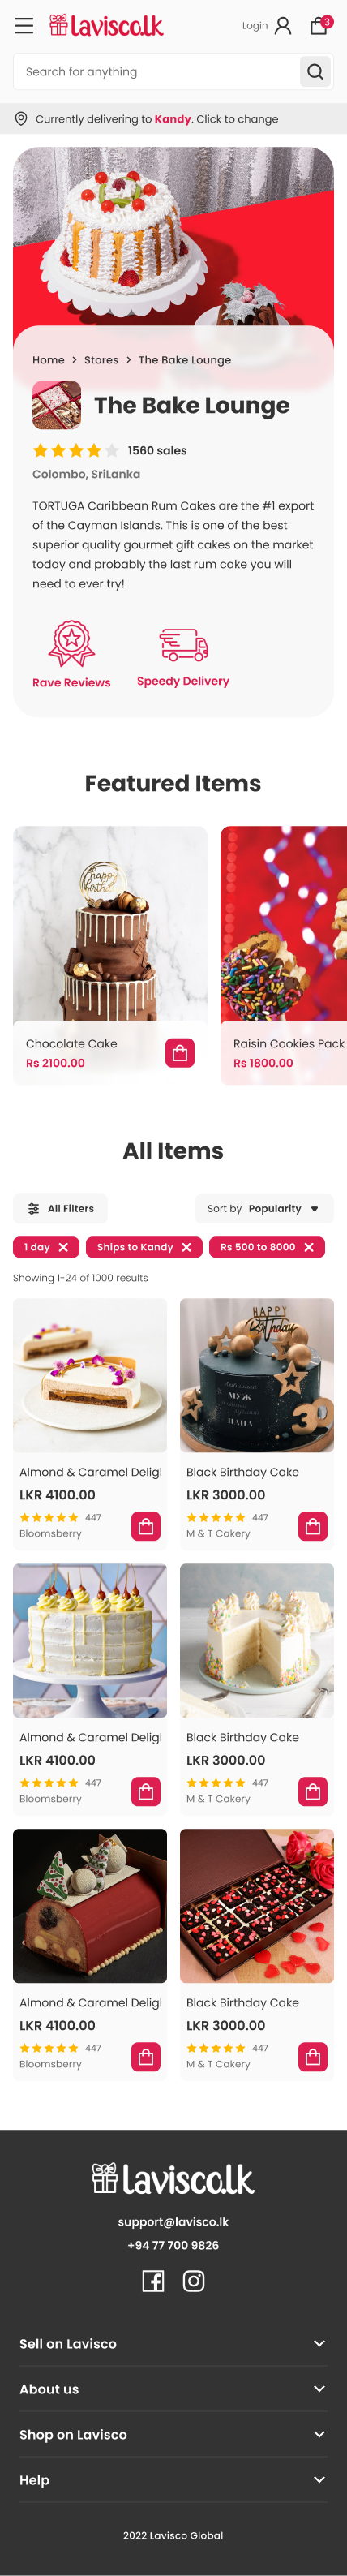 Lavisco.lk
Login
3
Search for anything
Currently delivering to Kandy. Click to change
Home > Stores > The Bake Lounge
The Bake Lounge
1560 sales
Colombo, SriLanka
TORTUGA Caribbean Rum Cakes are the #1 export
of the Cayman Islands. This is one of the best
superior quality gourmet gift cakes on the market
today and probably the last rum cake you will
need to ever try!
Rave Reviews
Speedy Delivery
Featured Items
happy
birthday
Chocolate Cake
Rs 2100.00
Raisin Cookies Pack
Rs 1800.00
All Items
All Filters
Sort by Popularity
1 day
Ships to Kandy
Rs 500 to 8000
Showing 1-24 of 1000 results
HAPPY
Birthday
30
Almond & Caramel Delig
LKR 4100.00
447
Bloomsberry
Black Birthday Cake
LKR 3000.00
447
M & T Cakery
Almond & Caramel Delig
LKR 4100.00
447
Bloomsberry
Black Birthday Cake
LKR 3000.00
447
M & T Cakery
Almond & Caramel Delig
LKR 4100.00
447
Bloomsberry
Black Birthday Cake
LKR 3000.00
447
M & T Cakery
Lavisco.lk
support@lavisco.lk
+94 77 700 9826
Sell on Lavisco
About us
Shop on Lavisco
Help
2022 Lavisco Global